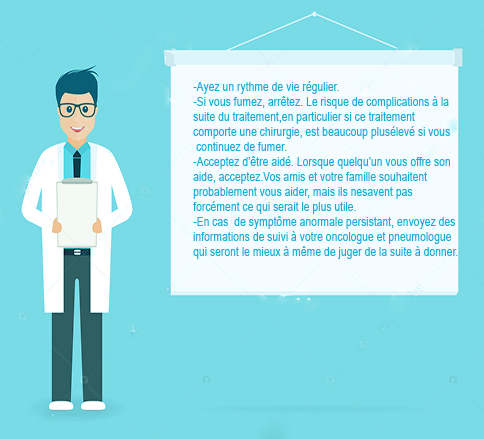 -Ayez un rythme de vie régulier.
-Si vous fumez, arrêtez. Le risque de complications à la
suite du traitement,en particulier si ce traitement
comporte une chirurgie, est beaucoup plusélevé si vous
continuez de fumer.
-Acceptez d'être aidé. Lorsque quelqu'un vous offre son
aide, acceptez.Vos amis et votre famille souhaitent
probablement vous aider, mais ils nesavent pas
forcément ce qui serait le plus utile.
-En cas de symptôme anormale persistant, envoyez des
informations de suivi à votre oncologue et pneumologue
qui seront le mieux à même de juger de la suite à donner.